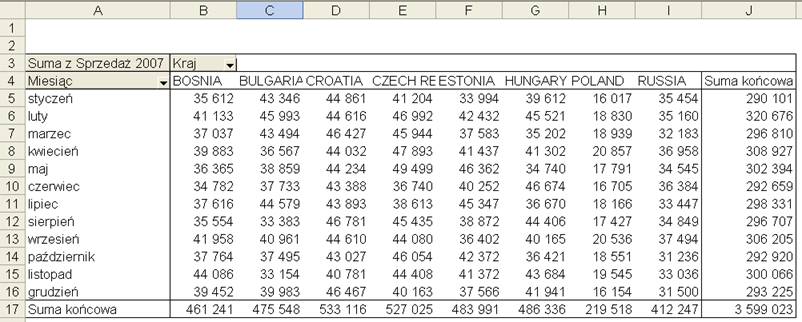 A B C D E F G H I J
1
2
3 Suma z Sprzedaż 2007 Kraj
4 Miesiąc BOSNIA BULGARIA CROATIA CZECH RE ESTONIA HUNGARY POLAND RUSSIA Suma końcowa
5 styczeń 35 612 43 346 44 861 41 204 33 994 39 612 16 017 35 454 290 101
6 luty 41 133 45 993 44 616 46 992 42 432 45 521 18 830 35 160 320 676
7 marzec 37 037 43 494 46 427 45 944 37 583 35 202 18 939 32 183 296 810
8 kwiecień 39 883 36 567 44 032 47 893 41 437 41 302 20 857 36 958 308 927
9 maj 36 365 38 859 44 234 49 499 46 362 34 740 17 791 34 545 302 394
10 czerwiec 34 782 37 733 43 388 36 740 40 252 46 674 16 705 36 384 292 659
11 lipiec 37 616 44 579 43 893 38 613 45 347 36 670 18 166 33 447 298 331
12 sierpień 35 554 33 383 46 781 45 435 38 872 44 406 17 427 34 849 296 707
13 wrzesień 41 958 40 961 44 610 44 080 36 402 40 165 20 536 37 494 306 205
14 październik 37 764 37 495 43 027 46 054 42 372 36 421 18 551 31 236 292 920
15 listopad 44 086 33 154 40 781 44 408 41 372 43 684 19 545 33 036 300 066
16 grudzień 39 452 39 983 46 467 40 163 37 566 41 941 16 154 31 500 293 225
17 Suma końcowa 461 241 475 548 533 116 527 025 483 991 486 336 219 518 412 247 3 599 023